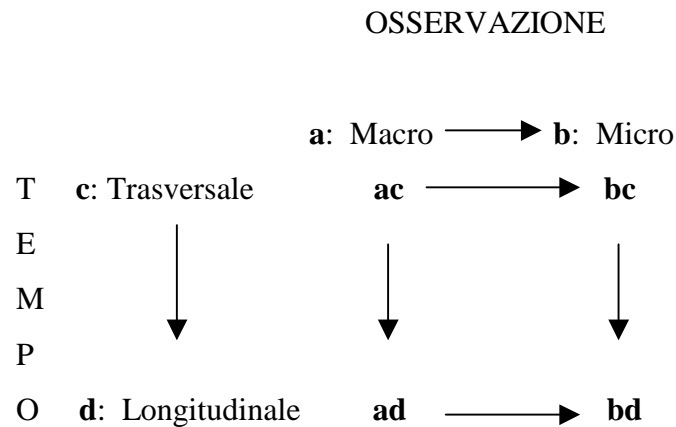 OSSERVAZIONE
a: Macro b: Micro
T c: Trasversale ac bc
E
M
P
O d: Longitudinale ad bd